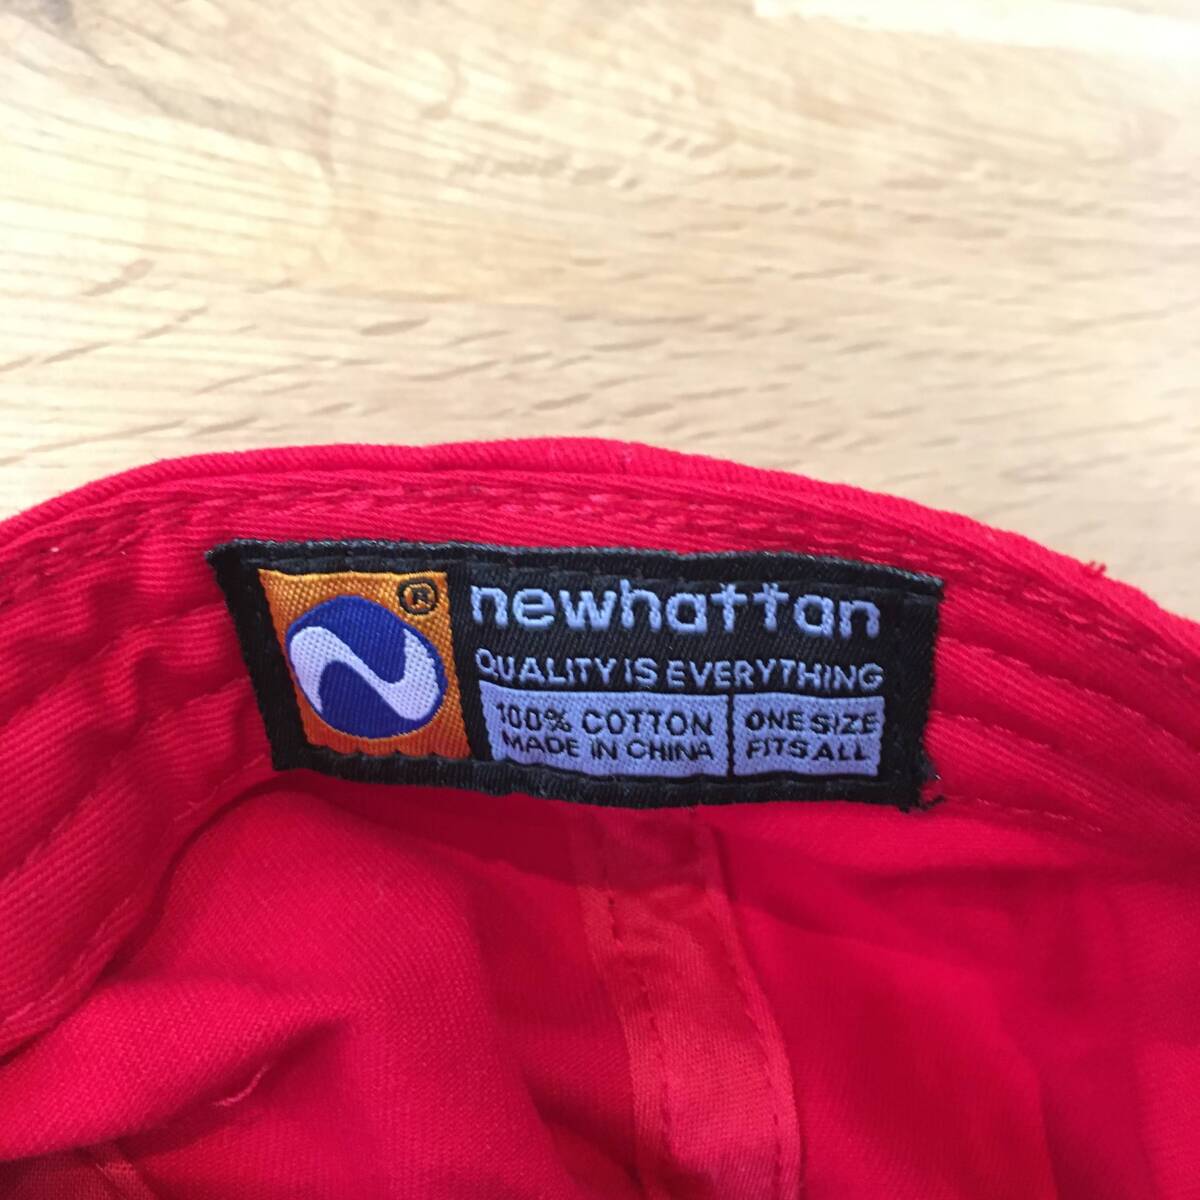 ®
newhattan
QUALITY IS EVERYTHING
100% COTTON
MADE IN CHINA
ONE SIZE
FITS ALL